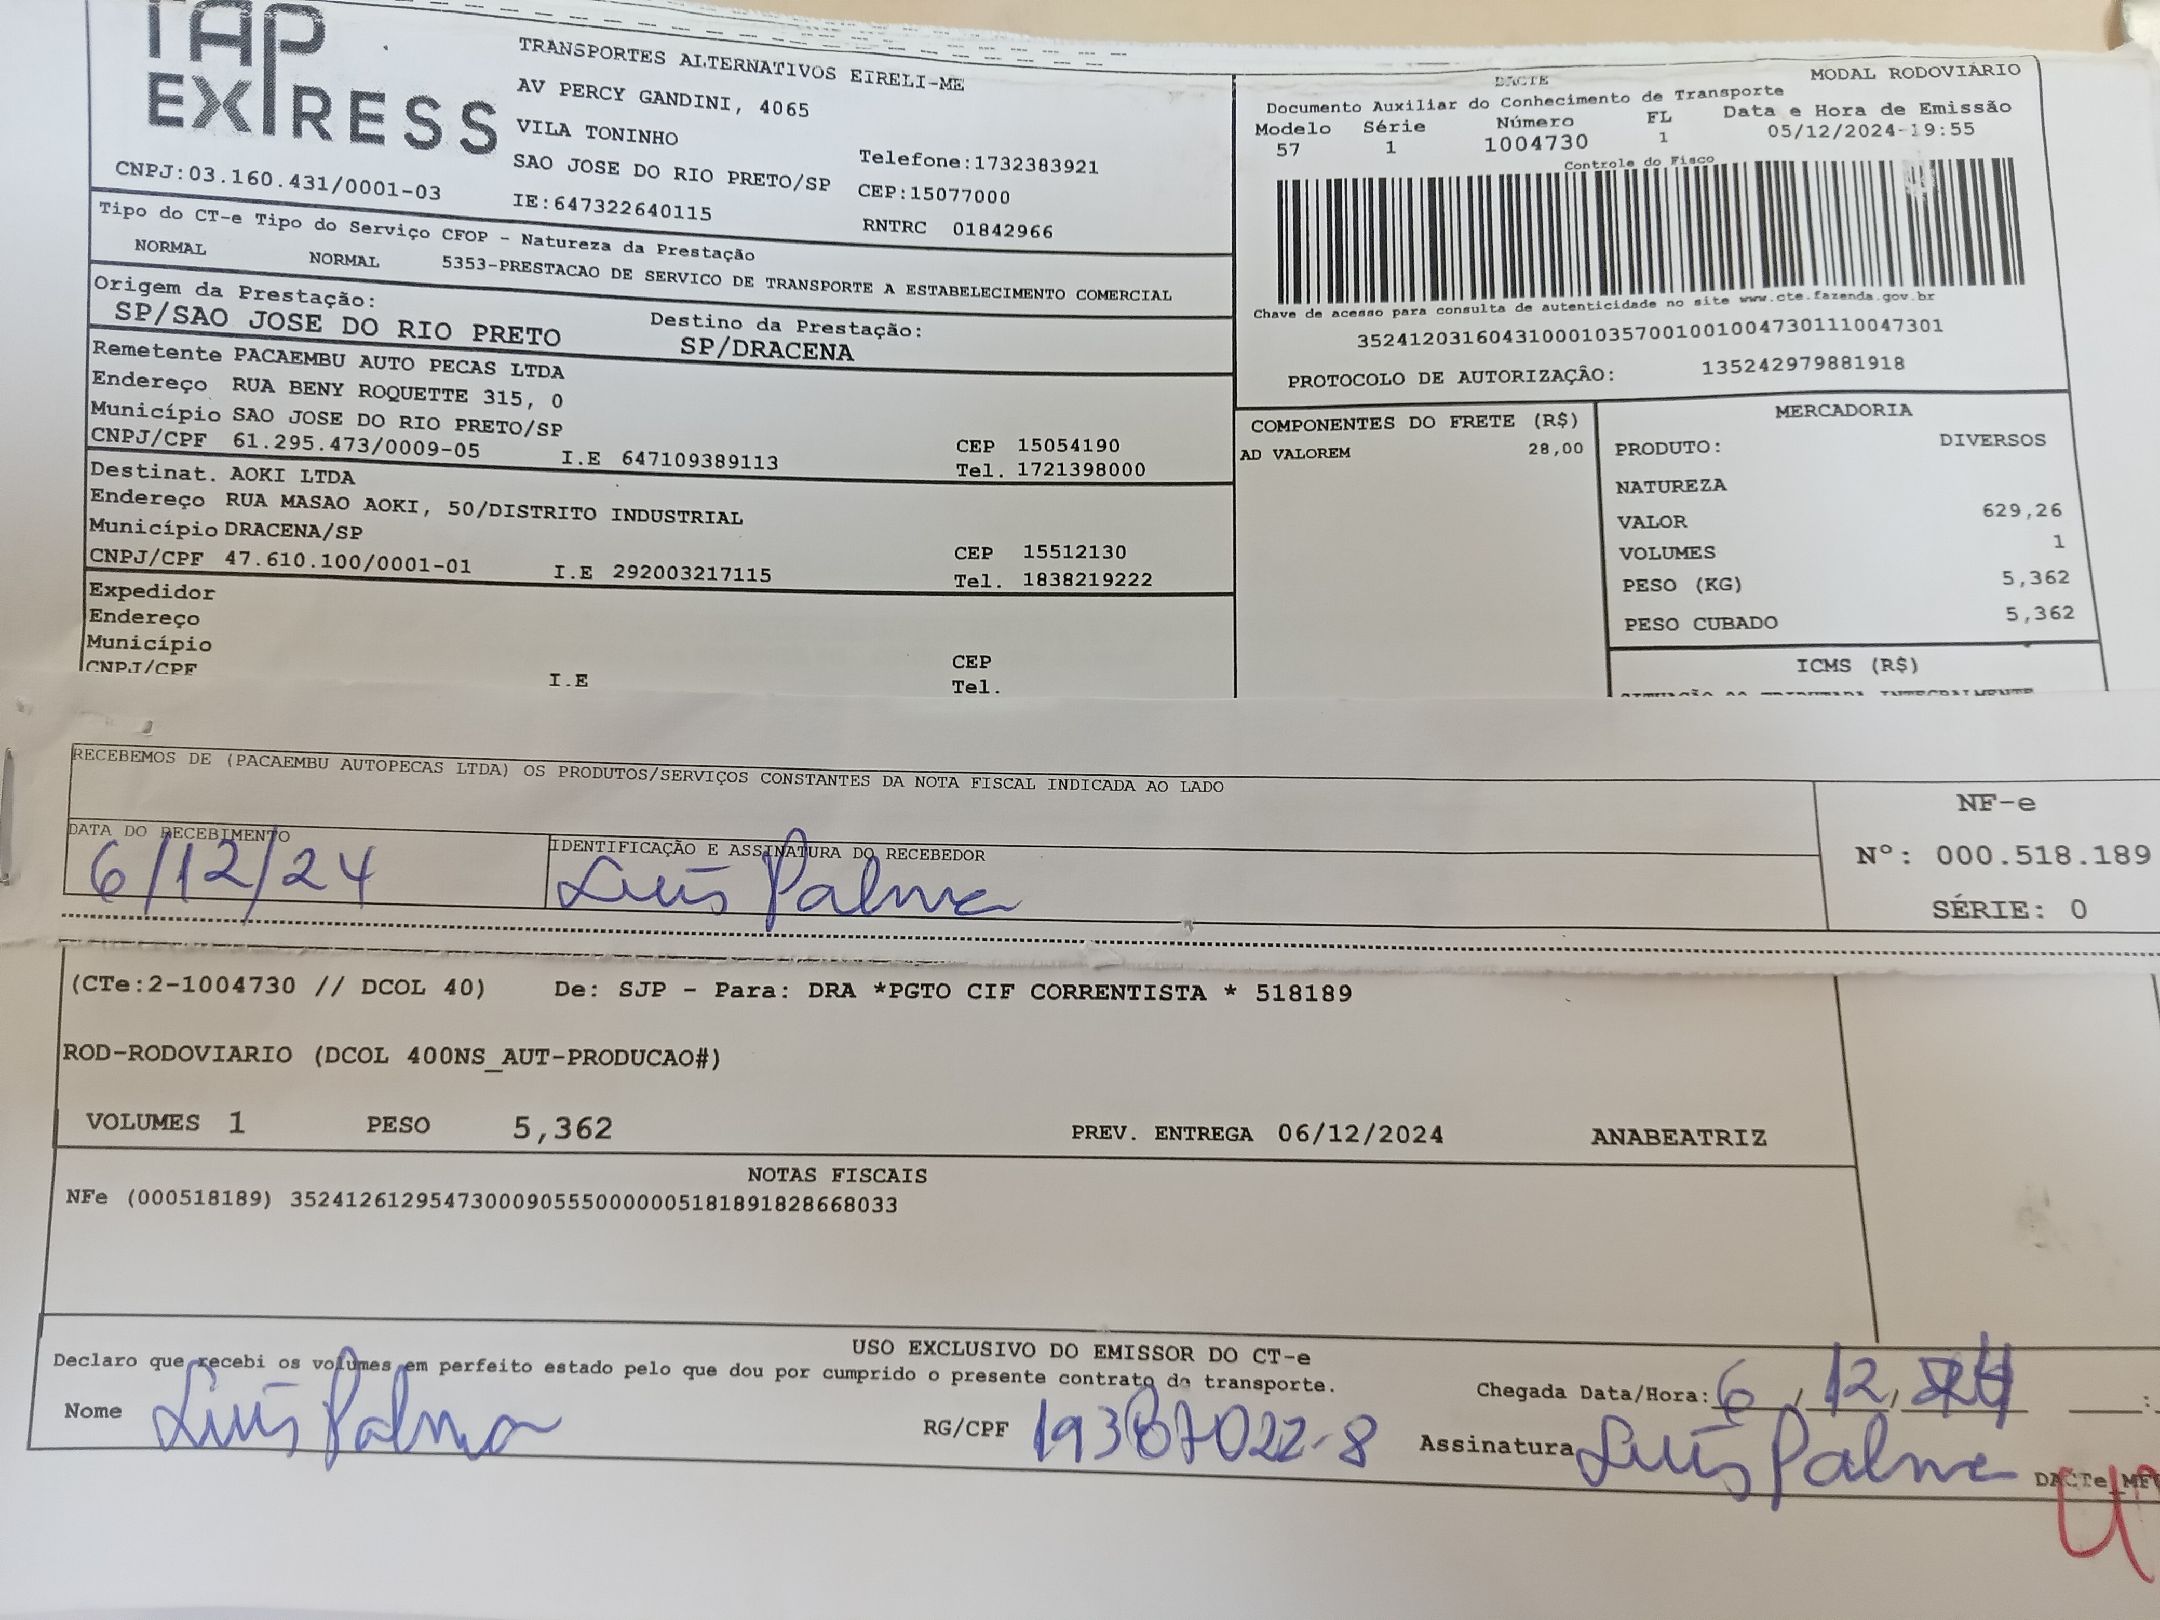 TAP
EXPRESS
TRANSPORTES ALTERNATIVOS EIRELI-ME
AV PERCY GANDINI, 4065
VILA TONINHO
SAO JOSE DO RIO PRETO/SP
Telefone:1732383921
CEP:15077000
CNPJ:03.160.431/0001-03
IE:647322640115
RNTRC 01842966
Tipo do CT-e Tipo do Serviço CFOP - Natureza da Prestação
NORMAL NORMAL 5353-PRESTACAO DE SERVICO DE TRANSPORTE A ESTABELECIMENTO COMERCIAL
Origem da Prestação: Destino da Prestação:
SP/SAO JOSE DO RIO PRETO SP/DRACENA
Remetente PACAEMBU AUTO PECAS LTDA
Endereço RUA BENY ROQUETTE 315, 0
Município SAO JOSE DO RIO PRETO/SP CEP 15054190
CNPJ/CPF 61.295.473/0009-05 I.E 647109389113 Tel. 1721398000
Destinat. AOKI LTDA
Endereço RUA MASAO AOKI, 50/DISTRITO INDUSTRIAL
Município DRACENA/SP CEP 15512130
CNPJ/CPF 47.610.100/0001-01 I.E 292003217115 Tel. 1838219222
Expedidor
Endereço
Município CEP
CNPJ/CPF I.E Tel.
DACTE MODAL RODOVIÁRIO
Documento Auxiliar do Conhecimento de Transporte
Modelo Série Número FL Data e Hora de Emissão
57 1 1004730 1 05/12/2024-19:55
Controle do Fisco
Chave de acesso para consulta de autenticidade no site www.cte.fazenda.gov.br
35241203160431000103570010010047301110047301
PROTOCOLO DE AUTORIZAÇÃO: 135242979881918
COMPONENTES DO FRETE (R$)
AD VALOREM 28,00
MERCADORIA
PRODUTO: DIVERSOS
NATUREZA
VALOR 629,26
VOLUMES 1
PESO (KG) 5,362
PESO CUBADO 5,362
ICMS (R$)
RECEBEMOS DE (PACAEMBU AUTOPECAS LTDA) OS PRODUTOS/SERVIÇOS CONSTANTES DA NOTA FISCAL INDICADA AO LADO
DATA DO RECEBIMENTO IDENTIFICAÇÃO E ASSINATURA DO RECEBEDOR
6/12/24 Luís Palma
NF-e
Nº: 000.518.189
SÉRIE: 0
(CTe:2-1004730 // DCOL 40) De: SJP - Para: DRA *PGTO CIF CORRENTISTA * 518189
ROD-RODOVIARIO (DCOL 400NS_AUT-PRODUCAO#)
VOLUMES 1 PESO 5,362 PREV. ENTREGA 06/12/2024 ANABEATRIZ
NOTAS FISCAIS
NFe (000518189) 35241261295473000905550000005181891828668033
USO EXCLUSIVO DO EMISSOR DO CT-e
Declaro que recebi os volumes em perfeito estado pelo que dou por cumprido o presente contrato de transporte.
Chegada Data/Hora: 6, 12, 24 :
Nome Luís Palma RG/CPF Assinatura Luís Palma